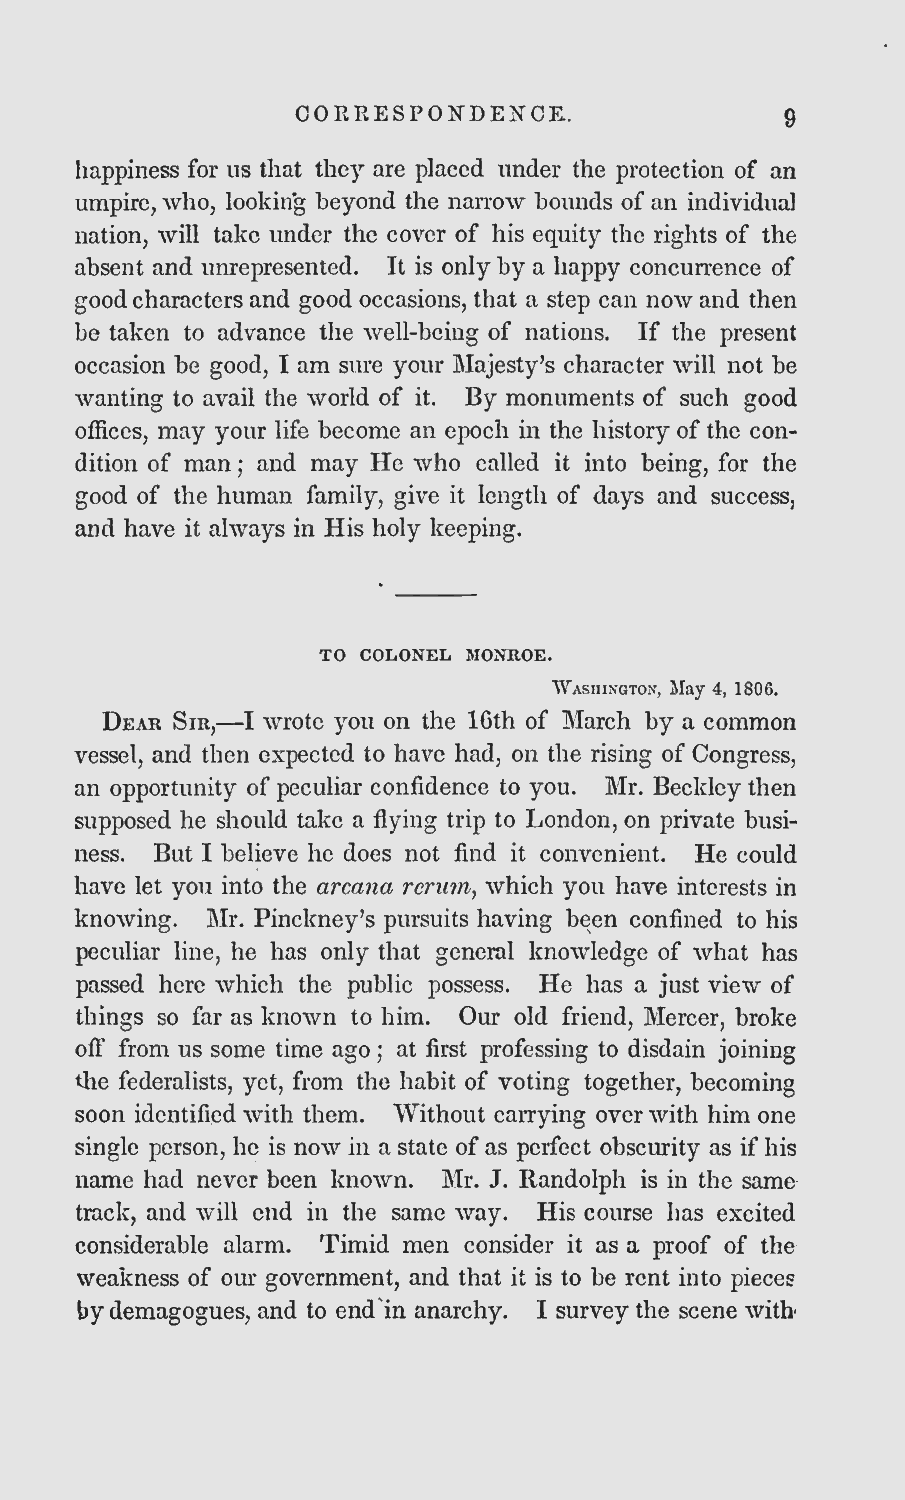 CORRESPONDENCE. 9
happiness for us that they are placed under the protection of an
umpire, who, looking beyond the narrow bounds of an individual
nation, will take under the cover of his equity the rights of the
absent and unrepresented. It is only by a happy concurrence of
good characters and good occasions, that a step can now and then
be taken to advance the well-being of nations. If the present
occasion be good, I am sure your Majesty's character will not be
wanting to avail the world of it. By monuments of such good
offices, may your life become an epoch in the history of the con-
dition of man; and may He who called it into being, for the
good of the human family, give it length of days and success,
and have it always in His holy keeping.
TO COLONEL MONROE.
WASHINGTON, May 4, 1806.
DEAR SIR,—I wrote you on the 16th of March by a common
vessel, and then expected to have had, on the rising of Congress,
an opportunity of peculiar confidence to you. Mr. Beckley then
supposed he should take a flying trip to London, on private busi-
ness. But I believe he does not find it convenient. He could
have let you into the arcana rerum, which you have interests in
knowing. Mr. Pinckney's pursuits having been confined to his
peculiar line, he has only that general knowledge of what has
passed here which the public possess. He has a just view of
things so far as known to him. Our old friend, Mercer, broke
off from us some time ago; at first professing to disdain joining
the federalists, yet, from the habit of voting together, becoming
soon identified with them. Without carrying over with him one
single person, he is now in a state of as perfect obscurity as if his
name had never been known. Mr. J. Randolph is in the same
track, and will end in the same way. His course has excited
considerable alarm. Timid men consider it as a proof of the
weakness of our government, and that it is to be rent into pieces
by demagogues, and to end in anarchy. I survey the scene with